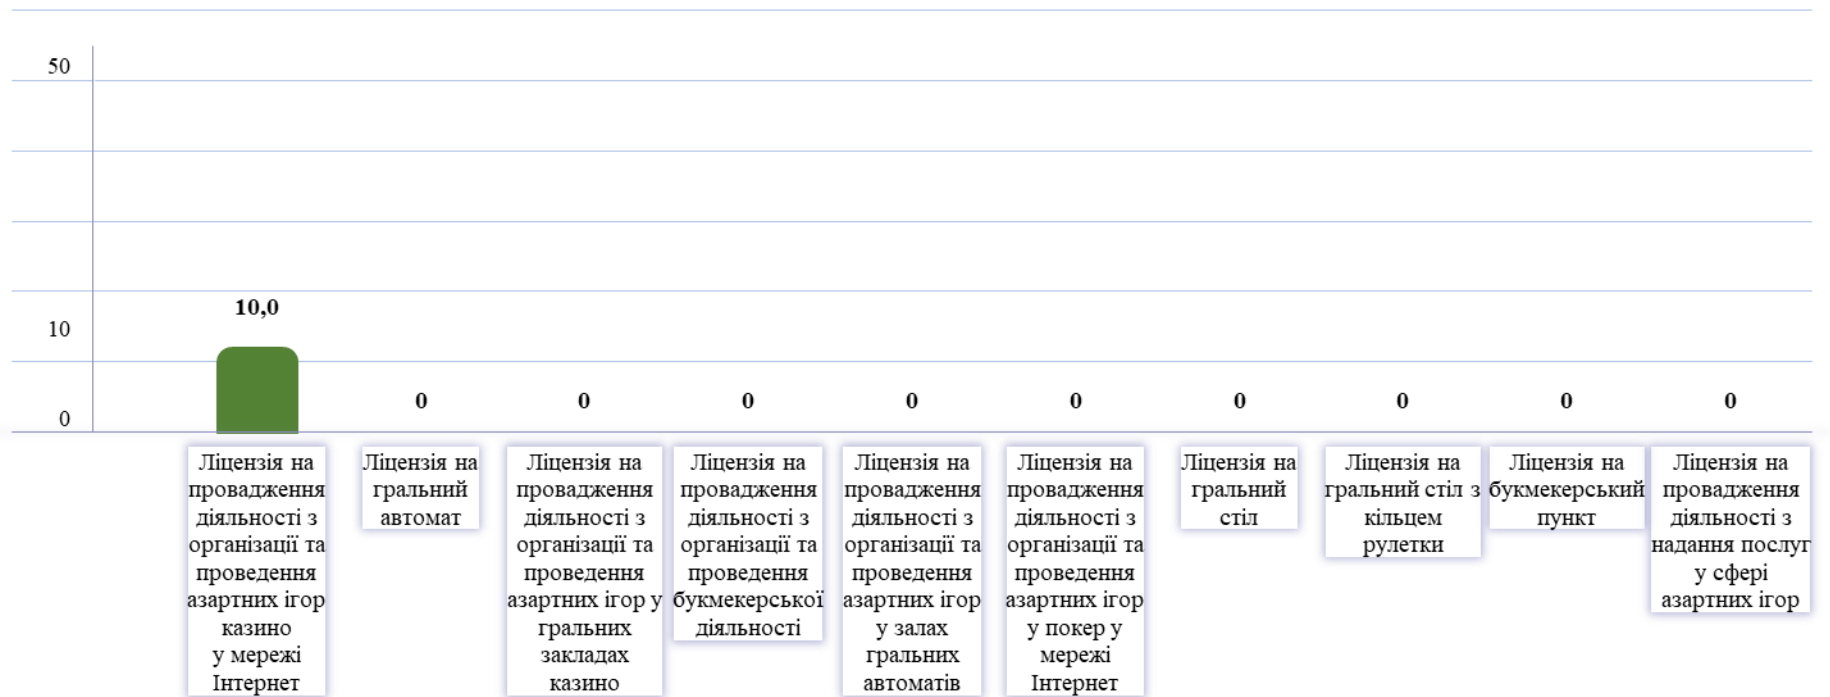 50
10
0
10,0
0
0
0
0
0
0
0
0
0
Ліцензія на
провадження
діяльності з
організації та
проведення
азартних ігор
казино
у мережі
Інтернет
Ліцензія на
гральний
автомат
Ліцензія на
провадження
діяльності з
організації та
проведення
азартних ігор у
гральних
закладах
казино
Ліцензія на
провадження
діяльності з
організації та
проведення
букмекерської
діяльності
Ліцензія на
провадження
діяльності з
організації та
проведення
азартних ігор
у залах
гральних
автоматів
Ліцензія на
провадження
діяльності з
організації та
проведення
азартних ігор
у покер у
мережі
Інтернет
Ліцензія на
гральний
стіл
Ліцензія на
гральний стіл з
кільцем
рулетки
Ліцензія на
букмекерський
пункт
Ліцензія на
провадження
діяльності з
надання послуг
у сфері
азартних ігор